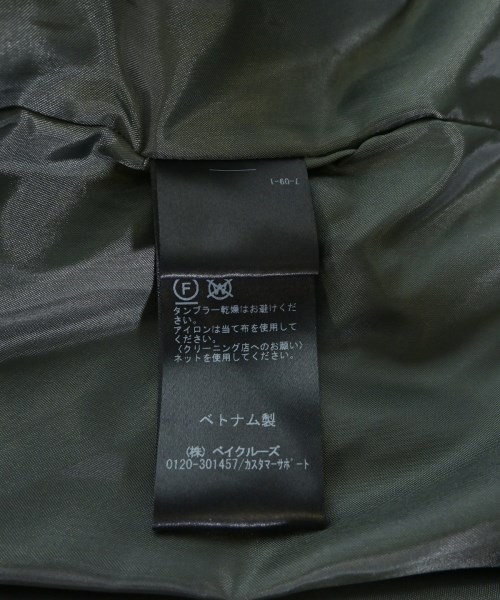 Ⓕ Ⓦ
タンブラー乾燥はお避けくださ
い。
アイロンは当て布を使用して
ください。
〈クリーニング店へのお願い〉
ネットを使用してください。
ベトナム製
(株) ベイクルーズ
0120-301457/カスタマーサポート